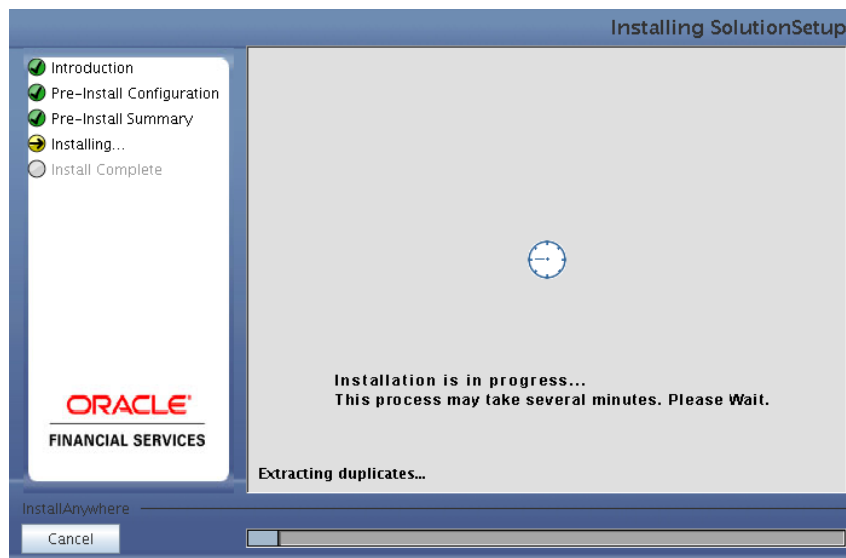 Installing SolutionSetup
Introduction
Pre-Install Configuration
Pre-Install Summary
Installing...
Install Complete
Installation is in progress...
This process may take several minutes. Please Wait.
ORACLE'
FINANCIAL SERVICES
Extracting duplicates...
InstallAnywhere
Cancel